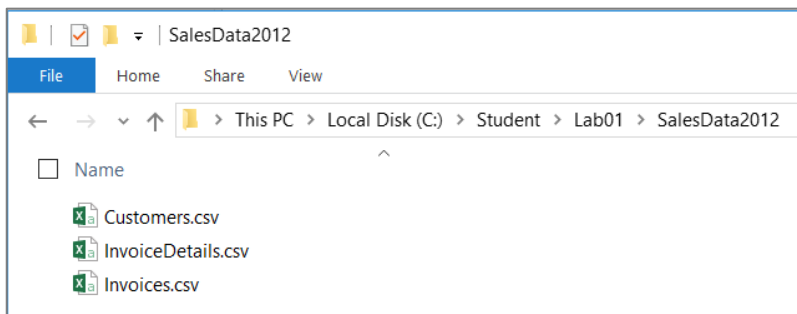 SalesData2012
File Home Share View
This PC > Local Disk (C:) > Student > Lab01 > SalesData2012
Name
Customers.csv
InvoiceDetails.csv
Invoices.csv